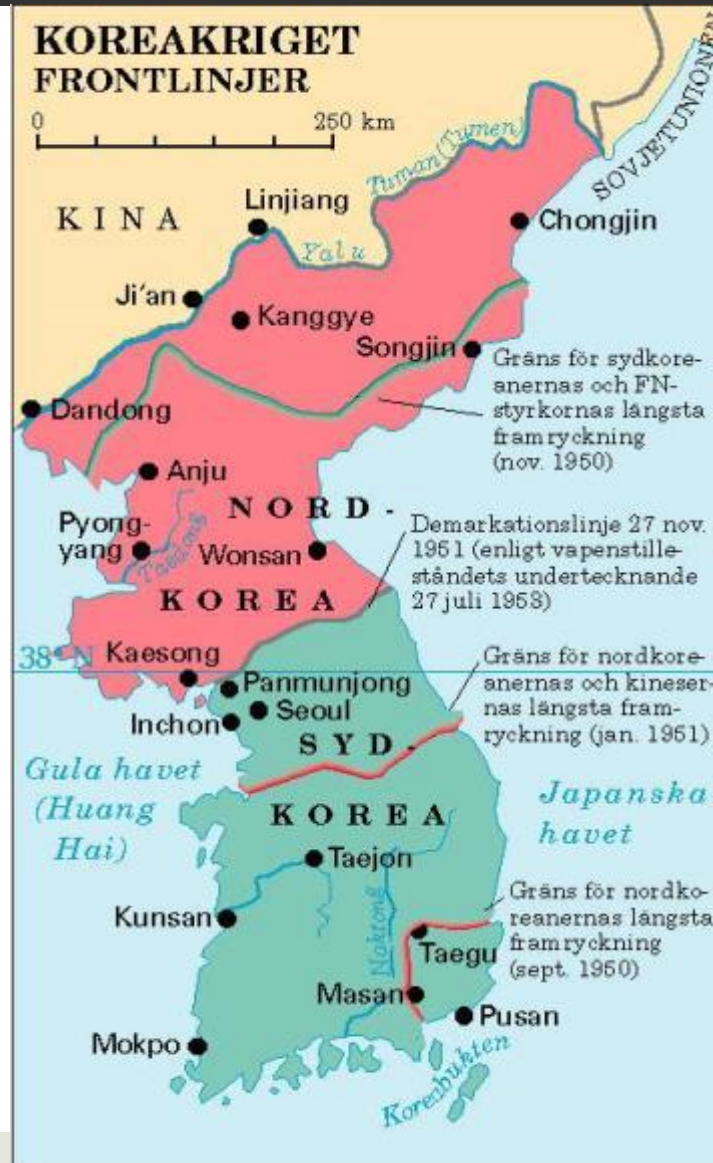 KOREAKRIGET
FRONTLINJER
0 250 km
Tuman (Tumen)
SOVJETUNIONEN
KINA
Linjiang
Yalu
Chongjin
Ji'an
Kanggye
Songjin
Gräns för sydkore-
anernas och FN-
styrkornas längsta
framryckning
(nov. 1950)
Dandong
Anju
NORD-
Pyong-
yang
Taedong
Wonsan
Demarkationslinje 27 nov.
1951 (enligt vapenstille-
ståndets undertecknande
27 juli 1953)
KOREA
38° N
Kaesong
Panmunjong
Seoul
Inchon
Gräns för nordkore-
anernas och kineser-
nas längsta fram-
ryckning (jan. 1951)
SYD-
Gula havet
(Huang
Hai)
KOREA
Japanska
havet
Taejon
Kunsan
Naktong
Gräns för nordko-
reanernas längsta
framryckning
(sept. 1950)
Taegu
Masan
Pusan
Mokpo
Koreabukten